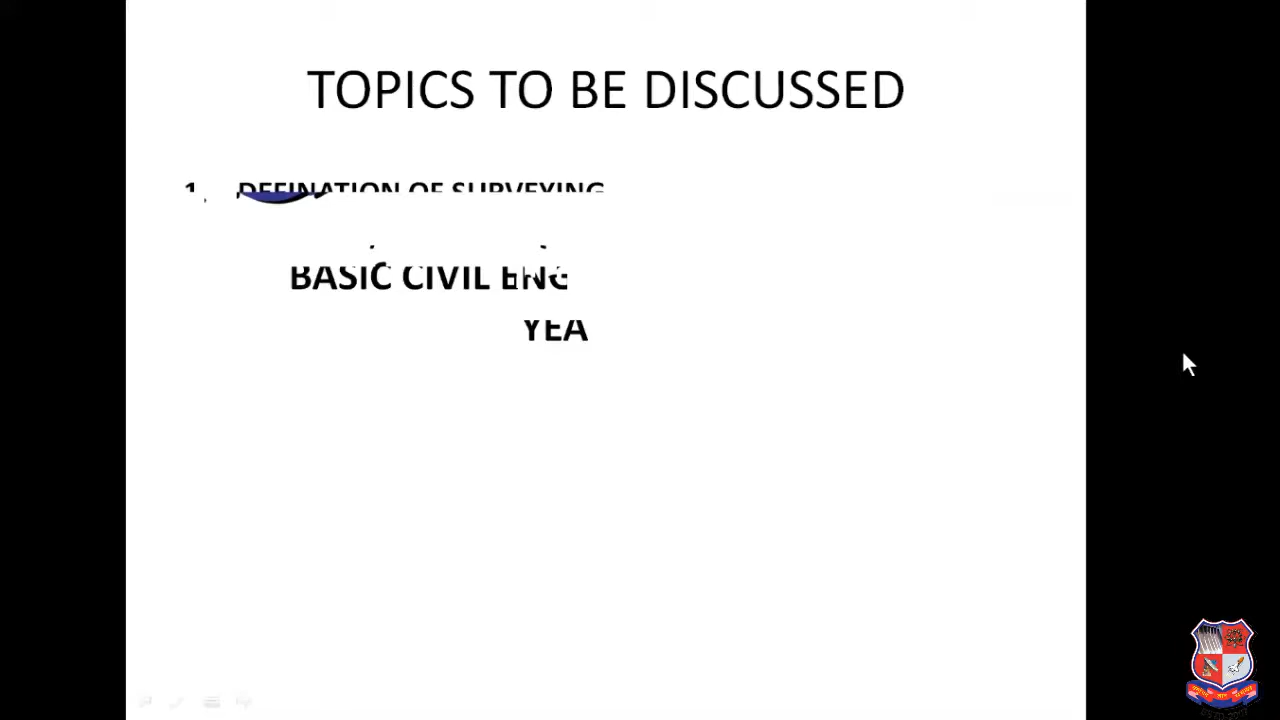 TOPICS TO BE DISCUSSED
1. DEFINATION OF SURVEYING
BASIC CIVIL ENG
YEA